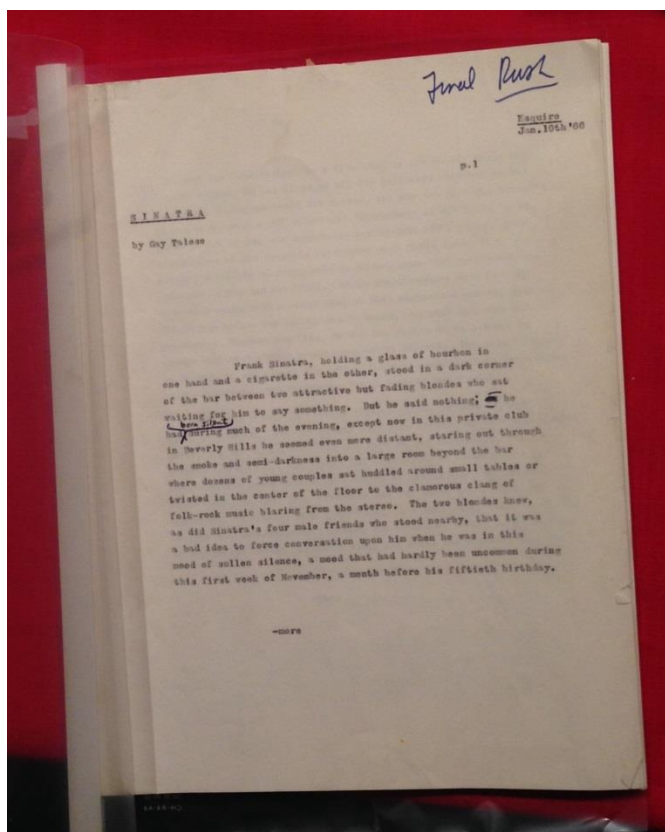 Final Rush
Esquire
Jan.10th '66
p.1
SINATRA
by Gay Talese
Frank Sinatra, holding a glass of bourbon in
one hand and a cigarette in the other, stood in a dark corner
of the bar between two attractive but fading blondes who sat
waiting for him to say something. But he said nothing; he
been silent
had during much of the evening, except now in this private club
in Beverly Hills he seemed even more distant, staring out through
the smoke and semi-darkness into a large room beyond the bar
where dozens of young couples sat huddled around small tables or
twisted in the center of the floor to the clamorous clang of
folk-rock music blaring from the stereo. The two blondes knew,
as did Sinatra's four male friends who stood nearby, that it was
a bad idea to force conversation upon him when he was in this
mood of sullen silence, a mood that had hardly been uncommon during
this first week of November, a month before his fiftieth birthday.
-more